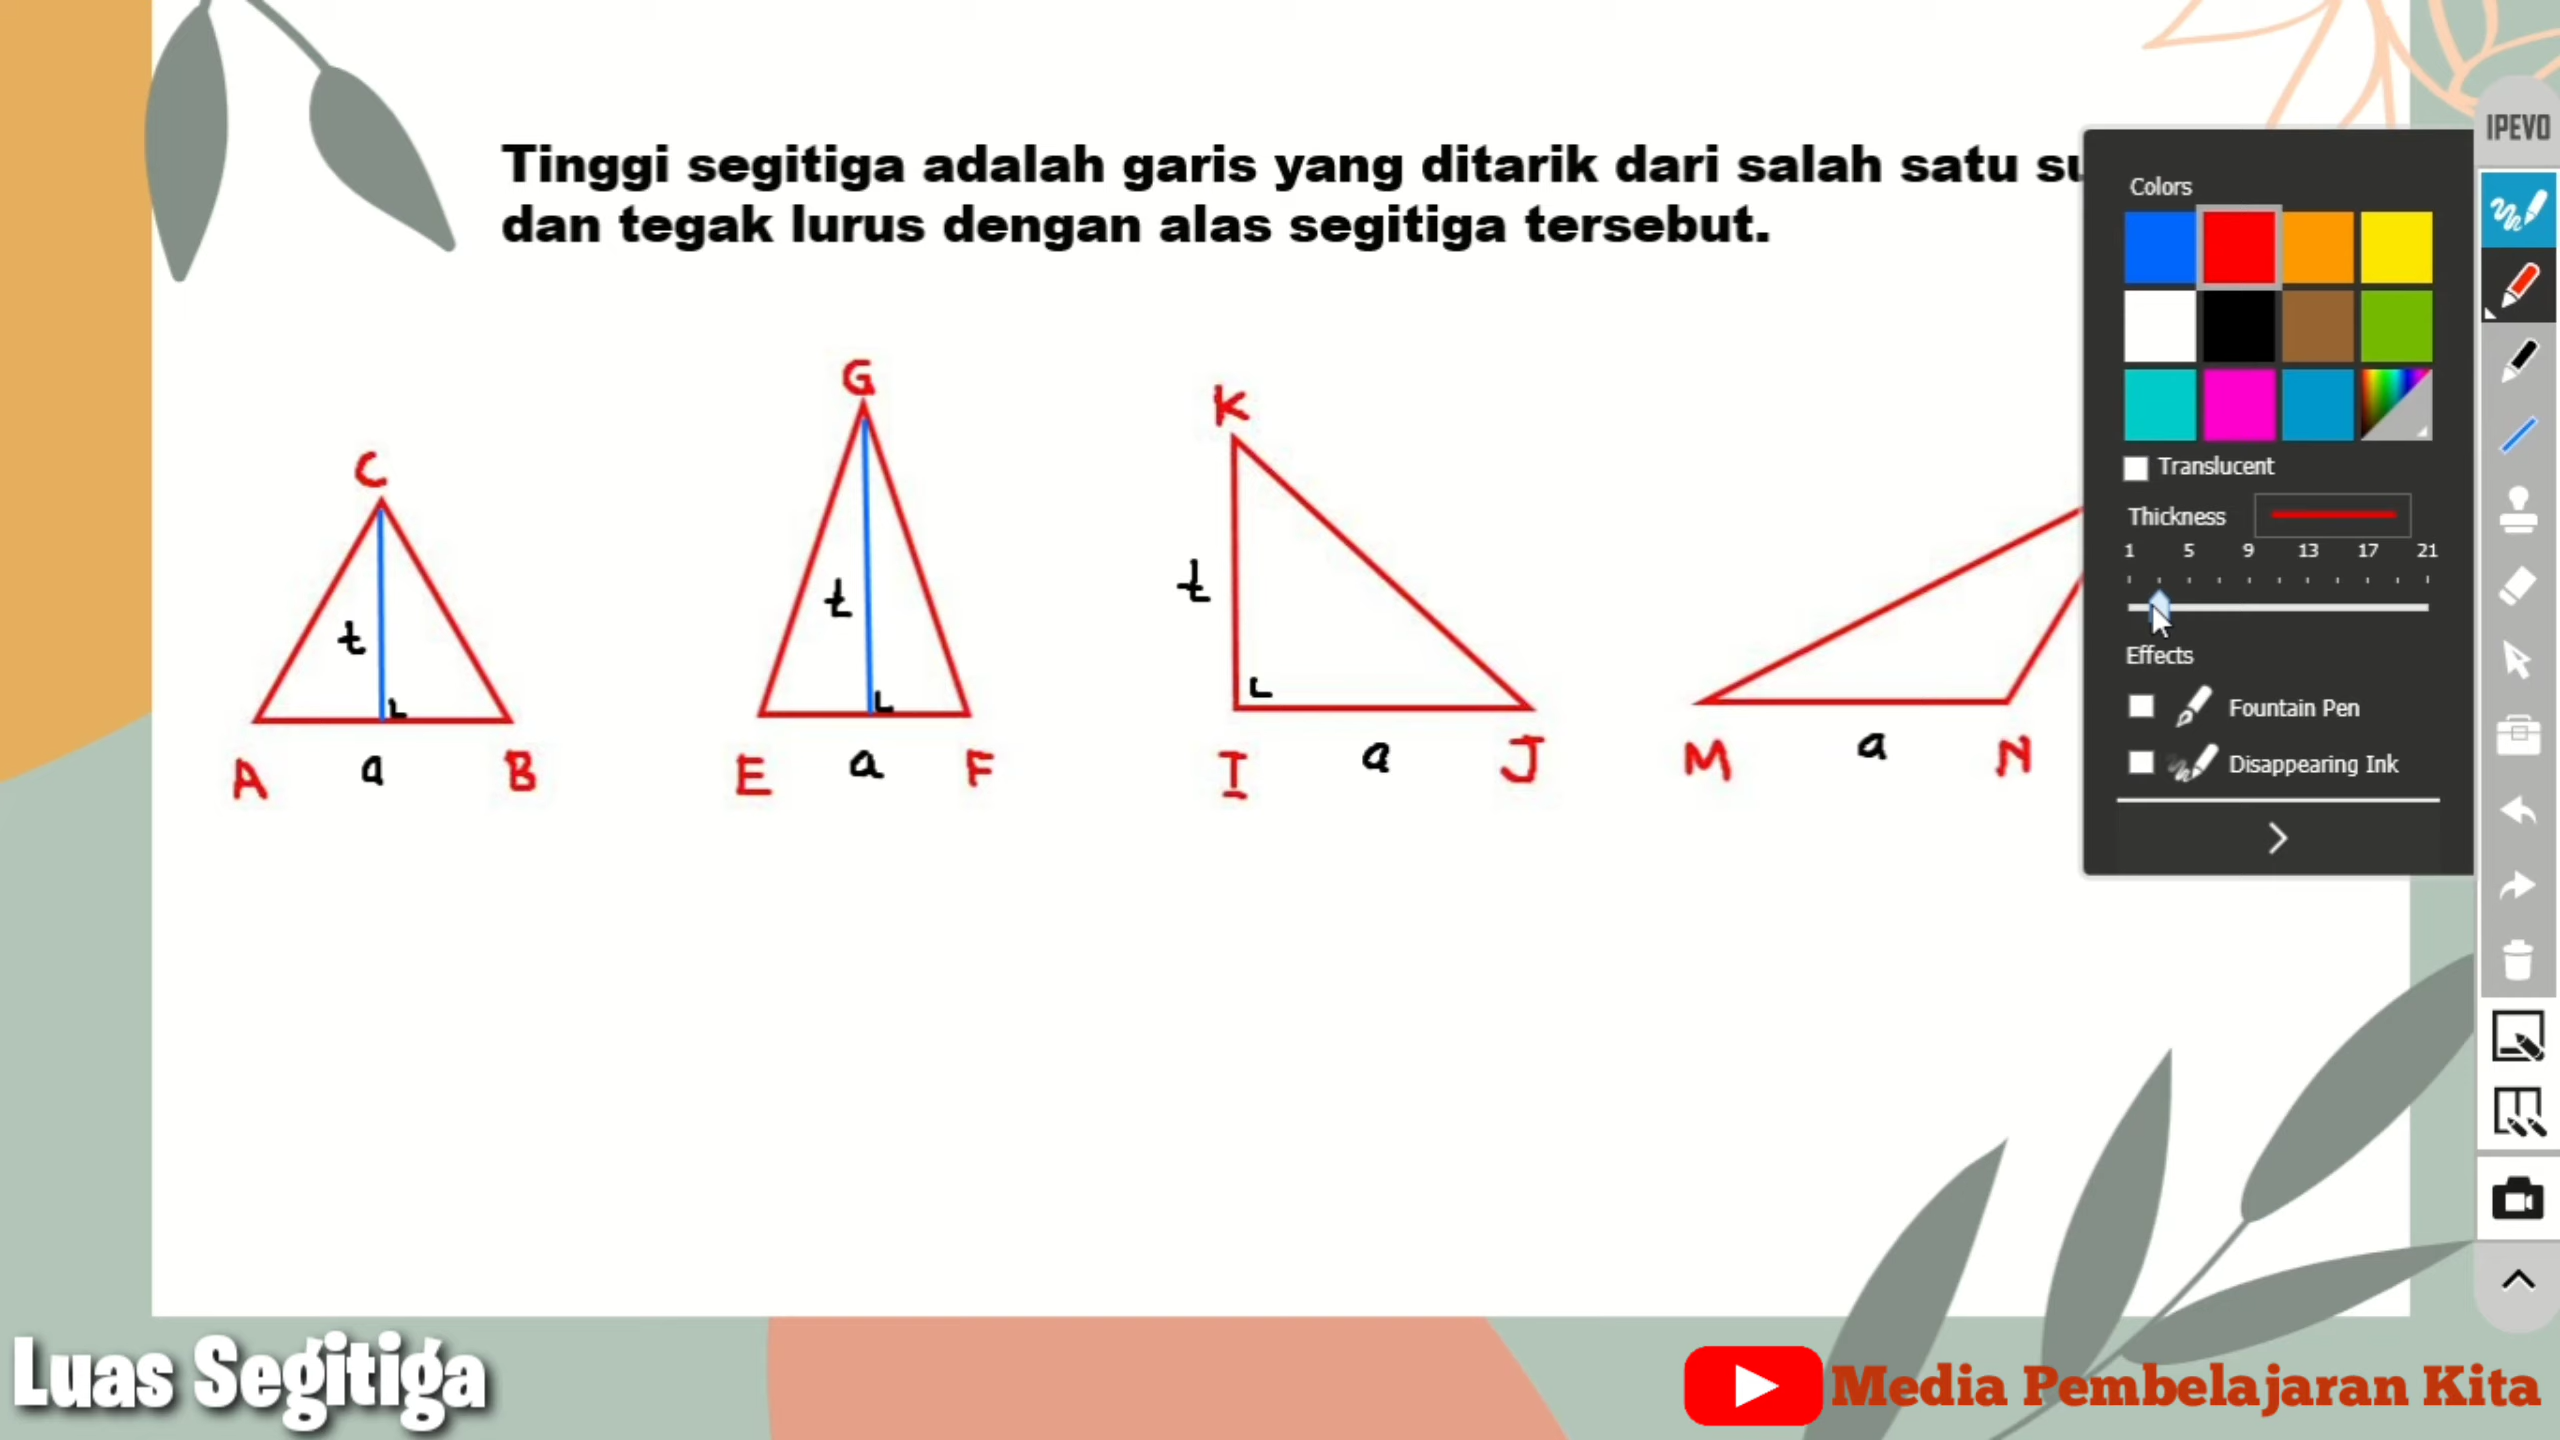 IPEVO
Tinggi segitiga adalah garis yang ditarik dari salah satu
dan tegak lurus dengan alas segitiga tersebut.
Colors
Translucent
Thickness
1 5 9 13 17 21
Effects
Fountain Pen
Disappearing Ink
G
K
C
t
t
t
A a B
E a F
I a J
M a N
Luas Segitiga
Media Pembelajaran Kita